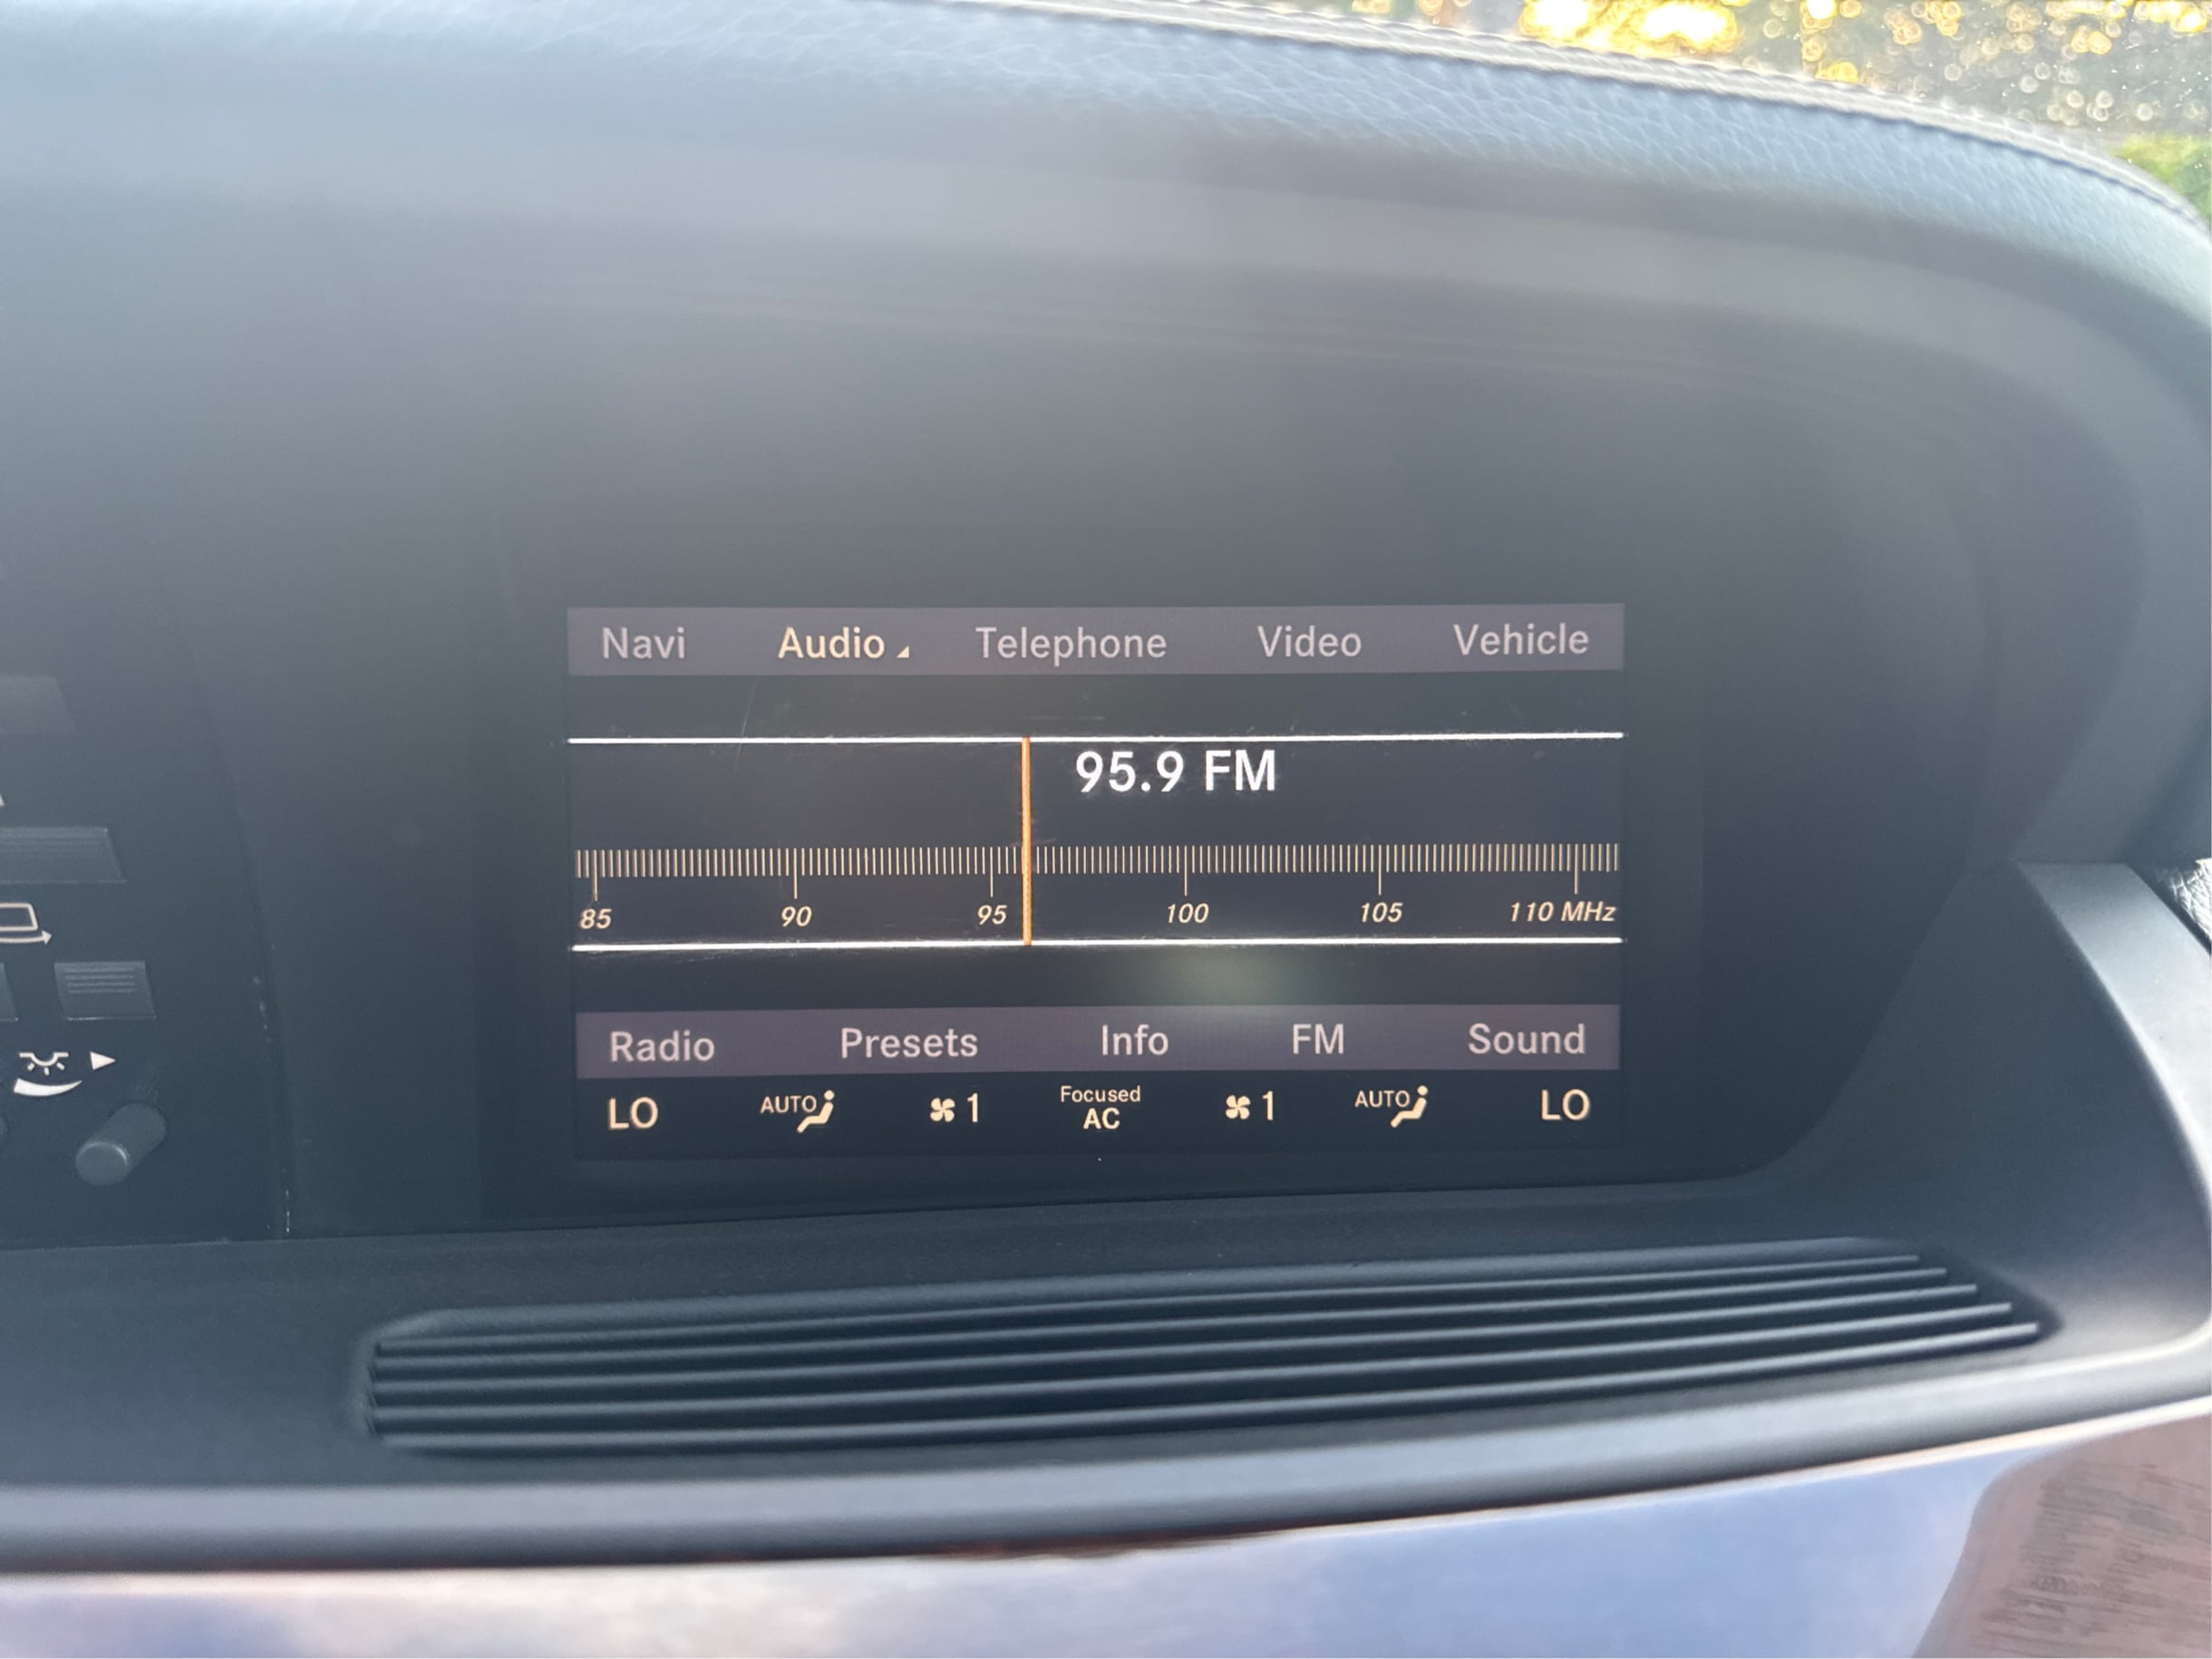 Navi Audio Telephone Video Vehicle
95.9 FM
85 90 95 100 105 110 MHz
Radio Presets Info FM Sound
LO AUTO 1 Focused AC 1 AUTO LO